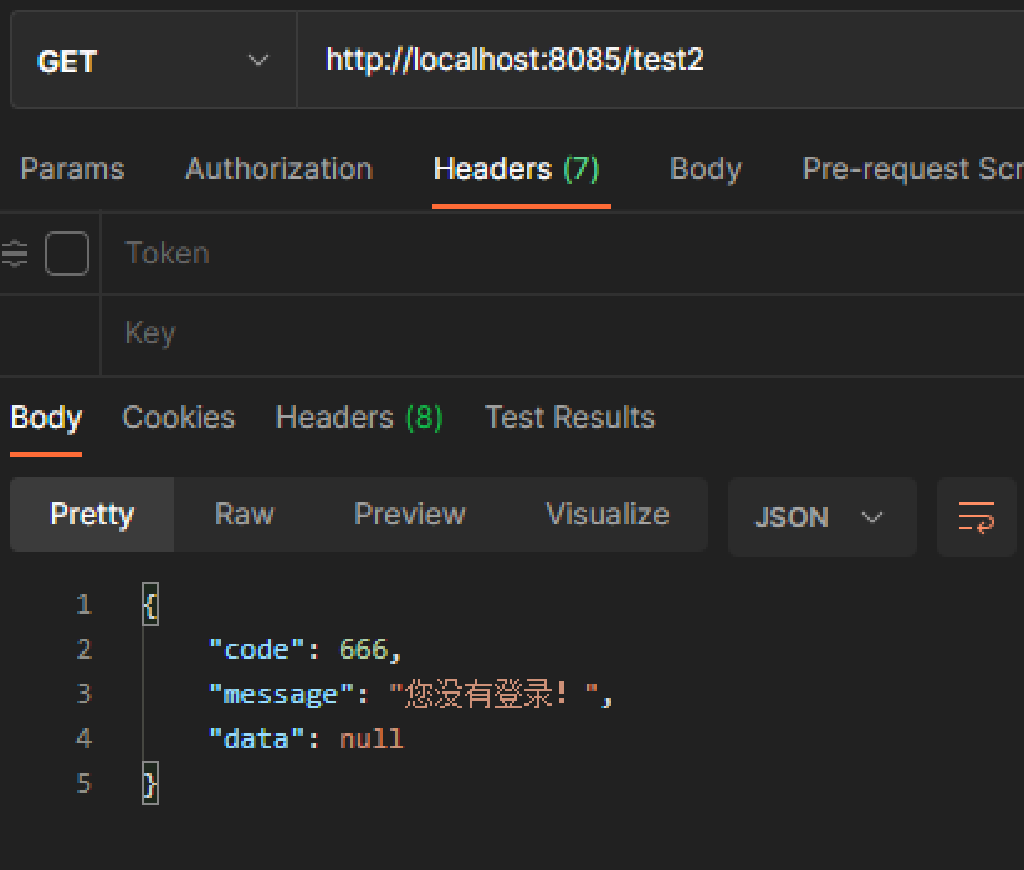 GET http://localhost:8085/test2
Params Authorization Headers (7) Body Pre-request Scr
Token
Key
Body Cookies Headers (8) Test Results
Pretty Raw Preview Visualize JSON
1 {
2 "code": 666,
3 "message": "您没有登录！",
4 "data": null
5 }